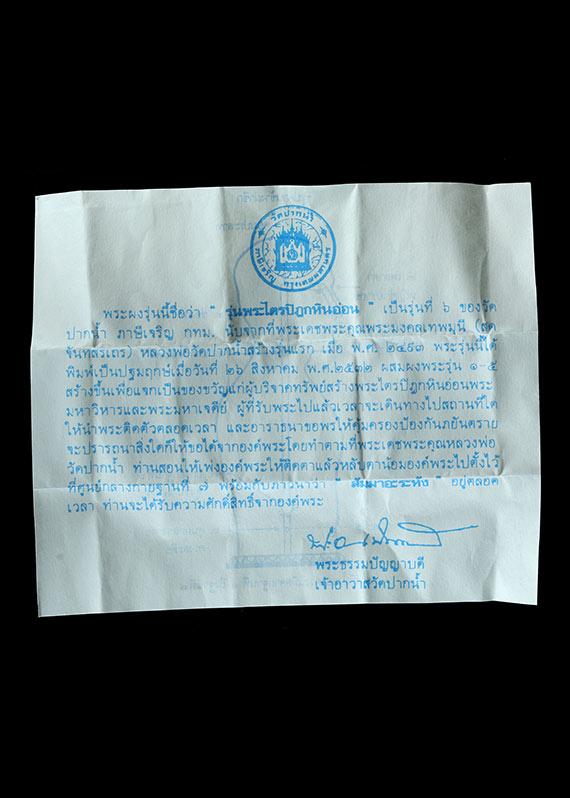 วัดปากน้ำ
ภาษีเจริญ กรุงเทพมหานคร
พระผงรุ่นนี้ชื่อว่า " รุ่นพระไตรปิฎกหินอ่อน " เป็นรุ่นที่ ๖ ของวัด
ปากน้ำ ภาษีเจริญ กทม. นับจากที่พระเดชพระคุณพระมงคลเทพมุนี (สด
จันทสรเถร) หลวงพ่อวัดปากน้ำสร้างรุ่นแรก เมื่อ พ.ศ. ๒๔๙๓ พระรุ่นนี้ได้
พิมพ์เป็นปฐมฤกษ์เมื่อวันที่ ๒๖ สิงหาคม (พ.ศ.๒๕๓๒ ผสมผงพระรุ่น ๑-๕
สร้างขึ้นเพื่อแจกเป็นของขวัญแก่ผู้บริจาคทรัพย์สร้างพระไตรปิฎกหินอ่อนพระ
มหาวิหารและพระมหาเจดีย์ ผู้ที่รับพระไปแล้วเวลาจะเดินทางไปสถานที่ใด
ให้นำพระติดตัวตลอดเวลา และอาราธนาขอพรให้คุ้มครองป้องกันภยันตราย
จะปรารถนาสิ่งใดก็ให้ขอได้จากองค์พระโดยทำตามที่พระเดชพระคุณหลวงพ่อ
วัดปากน้ำ ท่านสอนให้เพ่งองค์พระให้ติดตาแล้วหลับตาน้อมองค์พระไปตั้งไว้
ที่ศูนย์กลางกายฐานที่ ๗ พร้อมกับภาวนาว่า " สัมมาอะระหัง " อยู่ตลอด
เวลา ท่านจะได้รับความศักดิ์สิทธิ์จากองค์พระ
พระธรรมปัญญาบดี
เจ้าอาวาสวัดปากน้ำ